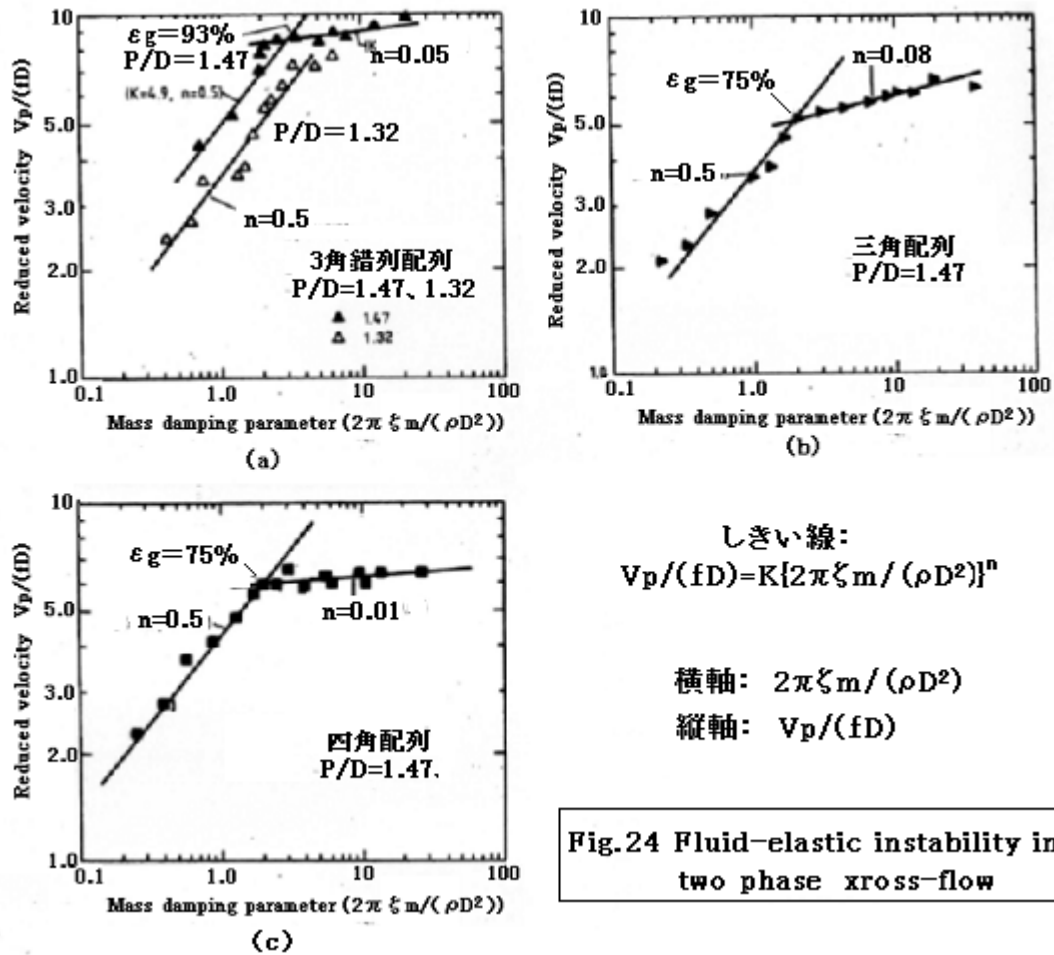 10
εg=93%
P/D=1.47
n=0.05
(K=4.9, n=0.5)
5.0
P/D=1.32
3.0
n=0.5
2.0
3角錯列配列
P/D=1.47、1.32
▲ 1.47
△ 1.32
1.0
0.1 1.0 10 100
Reduced velocity Vp/(fD)
Mass damping parameter (2π ζ m/(ρD²))
(a)
10
n=0.08
εg=75%
5.0
n=0.5
3.0
2.0
三角配列
P/D=1.47
0.1 1.0 10 100
Reduced velocity Vp/(fD)
Mass damping parameter (2π ζ m/(ρD²))
(b)
10
εg=75%
5.0
n=0.5
n=0.01
3.0
2.0
四角配列
P/D=1.47、
1.0
0.1 1.0 10 100
Reduced velocity Vp/(fD)
Mass damping parameter (2π ζ m/(ρD²))
(c)
しきい線:
Vp/(fD)=K{2πζm/(ρD²)}ⁿ
横軸: 2πζm/(ρD²)
縦軸: Vp/(fD)
Fig.24 Fluid-elastic instability in
two phase xross-flow